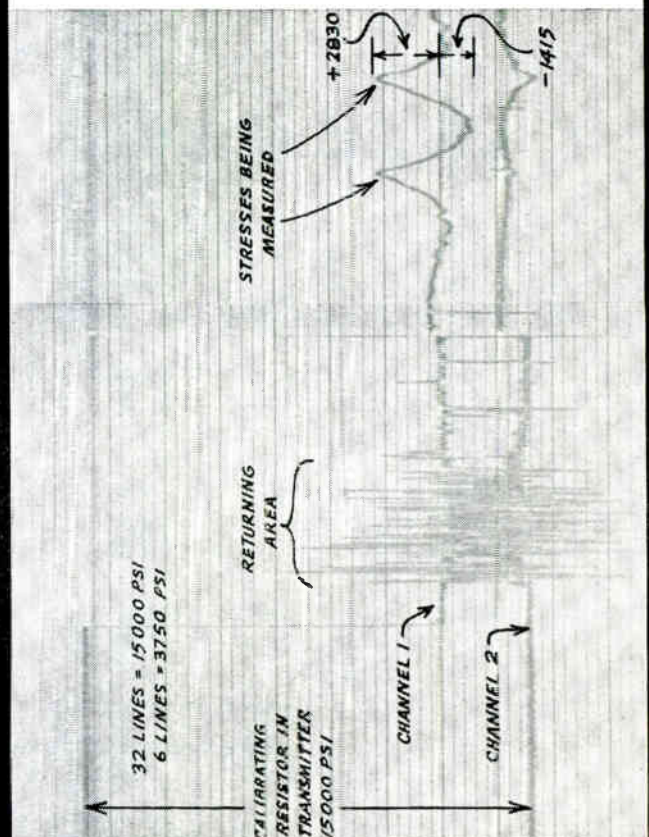 32 LINES = 15000 PSI
6 LINES = 3750 PSI
CALIBRATING
RESISTOR IN
TRANSMITTER
15000 PSI
RETURNING
AREA
STRESSES BEING
MEASURED
+2830
-1415
CHANNEL 1
CHANNEL 2